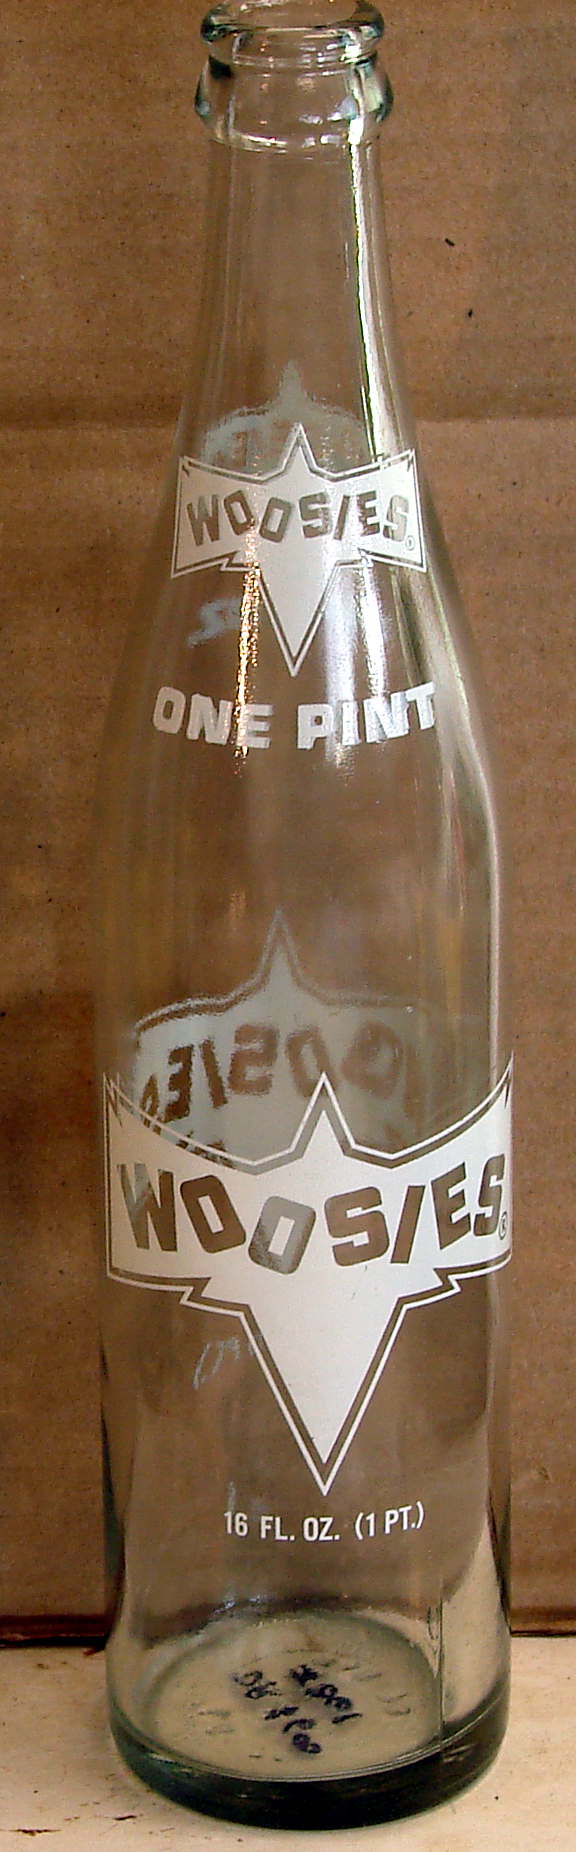 WOOSIES®
ONE PINT
WOOSIES®
16 FL. OZ. (1 PT.)